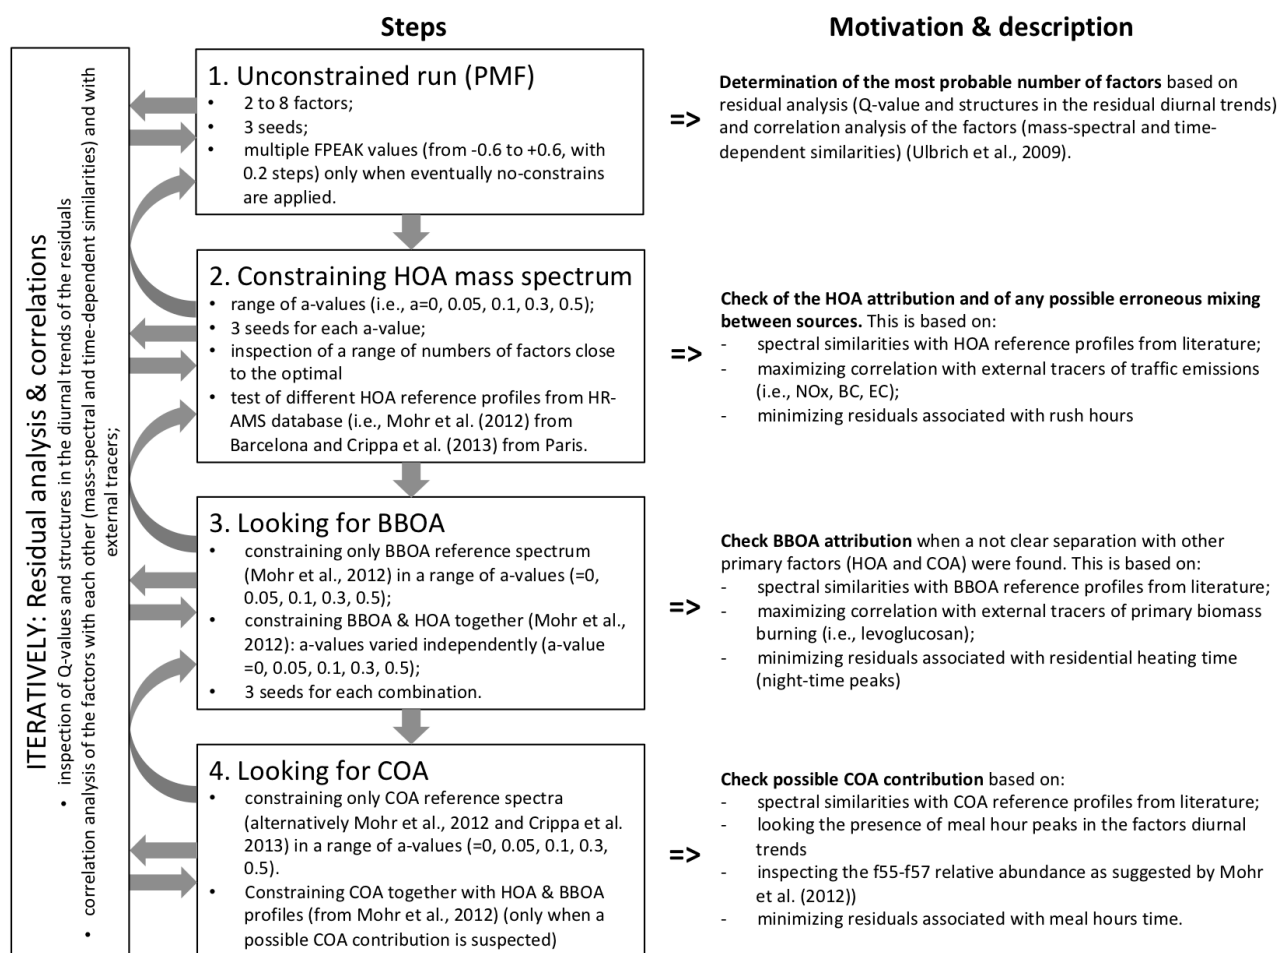 Steps
Motivation & description
ITERATIVELY: Residual analysis & correlations
• inspection of Q-values and structures in the diurnal trends of the residuals
• correlation analysis of the factors with each other (mass-spectral and time-dependent similarities) and with
external tracers;
1. Unconstrained run (PMF)
• 2 to 8 factors;
• 3 seeds;
• multiple FPEAK values (from -0.6 to +0.6, with
0.2 steps) only when eventually no-constrains
are applied.
=>
Determination of the most probable number of factors based on
residual analysis (Q-value and structures in the residual diurnal trends)
and correlation analysis of the factors (mass-spectral and time-
dependent similarities) (Ulbrich et al., 2009).
2. Constraining HOA mass spectrum
• range of a-values (i.e., a=0, 0.05, 0.1, 0.3, 0.5);
• 3 seeds for each a-value;
• inspection of a range of numbers of factors close
to the optimal
• test of different HOA reference profiles from HR-
AMS database (i.e., Mohr et al. (2012) from
Barcelona and Crippa et al. (2013) from Paris.
=>
Check of the HOA attribution and of any possible erroneous mixing
between sources. This is based on:
- spectral similarities with HOA reference profiles from literature;
- maximizing correlation with external tracers of traffic emissions
(i.e., NOx, BC, EC);
- minimizing residuals associated with rush hours
3. Looking for BBOA
• constraining only BBOA reference spectrum
(Mohr et al., 2012) in a range of a-values (=0,
0.05, 0.1, 0.3, 0.5);
• constraining BBOA & HOA together (Mohr et al.,
2012): a-values varied independently (a-value
=0, 0.05, 0.1, 0.3, 0.5);
• 3 seeds for each combination.
=>
Check BBOA attribution when a not clear separation with other
primary factors (HOA and COA) were found. This is based on:
- spectral similarities with BBOA reference profiles from literature;
- maximizing correlation with external tracers of primary biomass
burning (i.e., levoglucosan);
- minimizing residuals associated with residential heating time
(night-time peaks)
4. Looking for COA
• constraining only COA reference spectra
(alternatively Mohr et al., 2012 and Crippa et al.
2013) in a range of a-values (=0, 0.05, 0.1, 0.3,
0.5).
• Constraining COA together with HOA & BBOA
profiles (from Mohr et al., 2012) (only when a
possible COA contribution is suspected)
=>
Check possible COA contribution based on:
- spectral similarities with COA reference profiles from literature;
- looking the presence of meal hour peaks in the factors diurnal
trends
- inspecting the f55-f57 relative abundance as suggested by Mohr
et al. (2012))
- minimizing residuals associated with meal hours time.